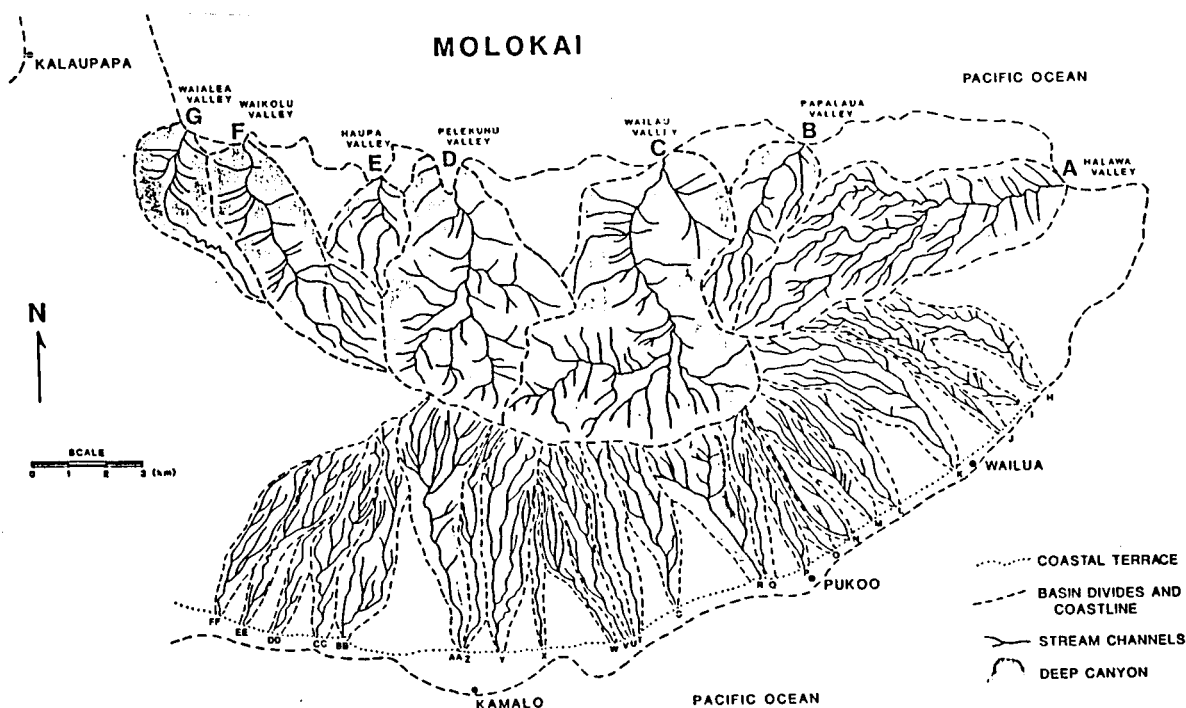 MOLOKAI
KALAUPAPA
PACIFIC OCEAN
WAIALEA
VALLEY
G
WAIKOLU
VALLEY
F
HAUPA
VALLEY
E
PELEKUNU
VALLEY
D
WAILAU
VALLEY
C
PAPALAUA
VALLEY
B
A
HALAWA
VALLEY
N
SCALE
0 1 2 3 (km)
H
I
J
K
WAILUA
M
N
O
P
PUKOO
R Q
S
W V U
X
Y
AA Z
BB
CC
DD
EE
FF
KAMALO
PACIFIC OCEAN
COASTAL TERRACE
BASIN DIVIDES AND
COASTLINE
STREAM CHANNELS
DEEP CANYON